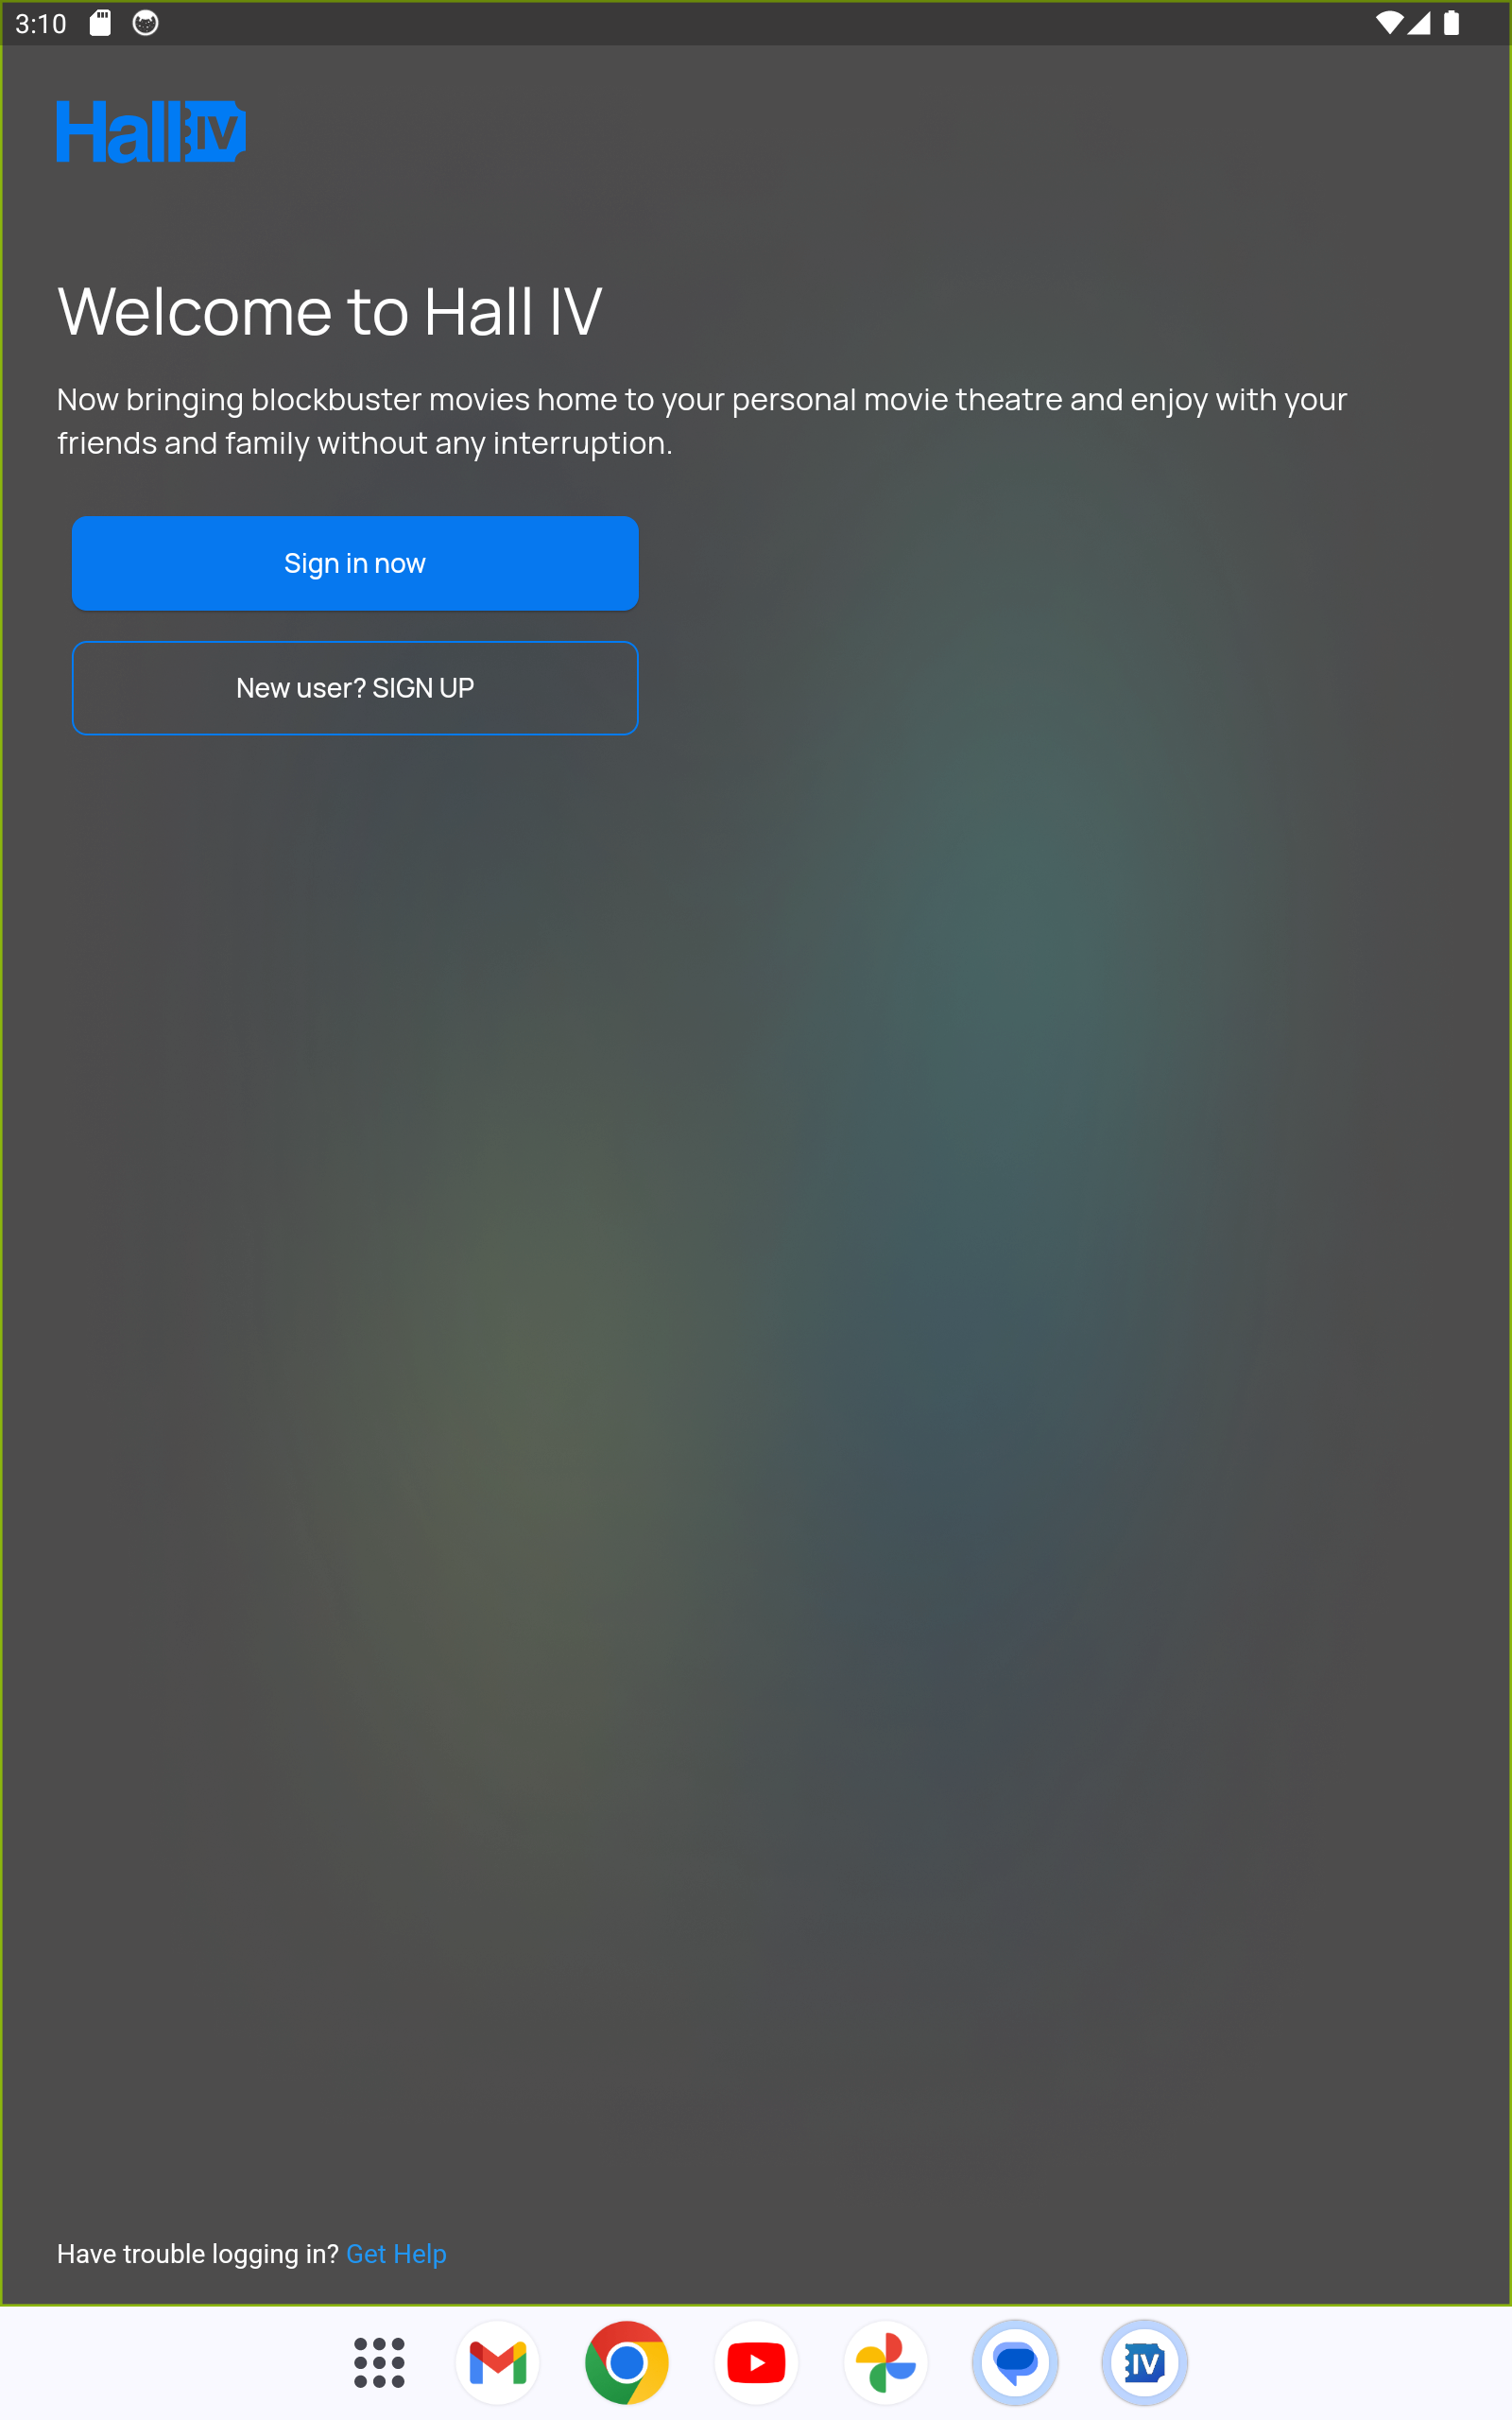 3:10
Hall IV
Welcome to Hall IV
Now bringing blockbuster movies home to your personal movie theatre and enjoy with your
friends and family without any interruption.
Sign in now
New user? SIGN UP
Have trouble logging in? Get Help
IV